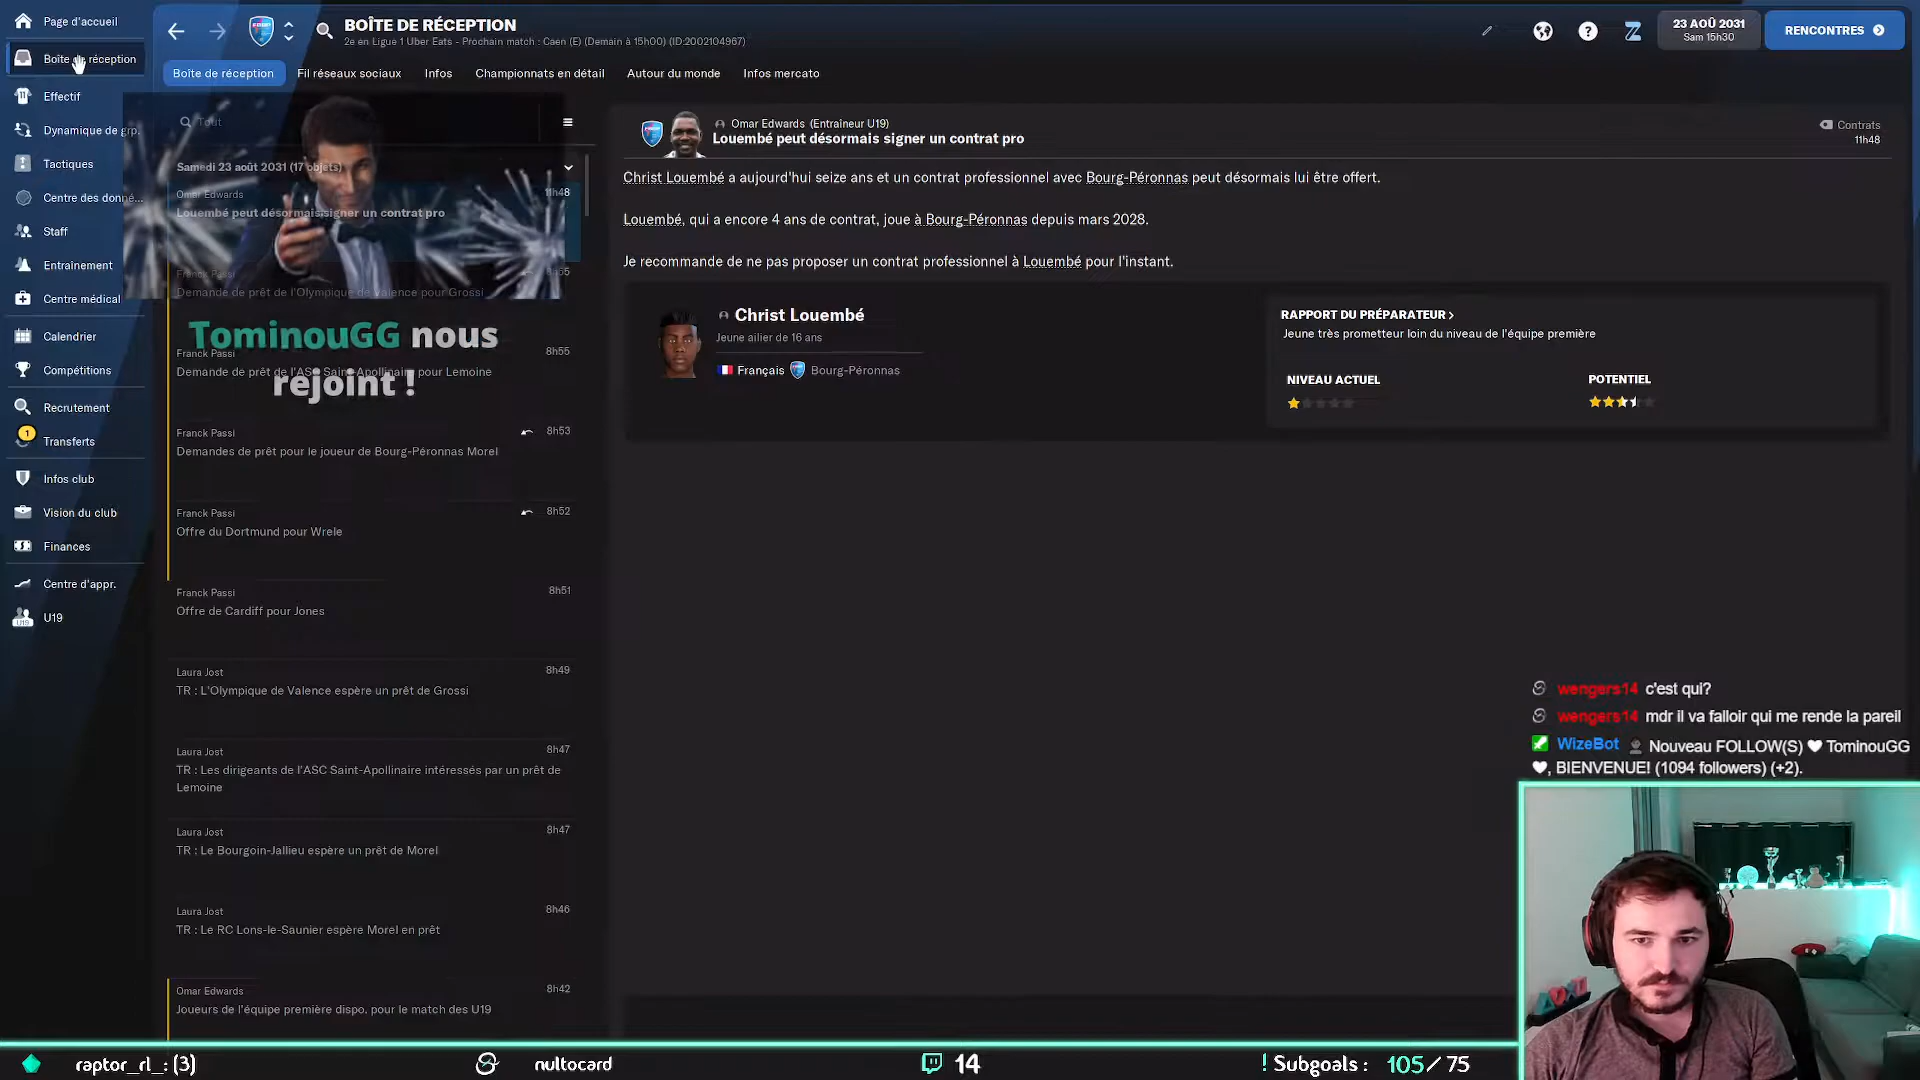 Page d'accueil
Boîte de réception
Effectif
Dynamique de grp.
Tactiques
Centre des donné...
Staff
Entraînement
Centre médical
Calendrier
Compétitions
Recrutement
1
Transferts
Infos club
Vision du club
Finances
Centre d'appr.
U19
BOÎTE DE RÉCEPTION
2e en Ligue 1 Uber Eats - Prochain match : Caen (E) (Demain à 15h00) (ID:2002104967)
23 AOÛ 2031
Sam 15h30
RENCONTRES
Boîte de réception
Fil réseaux sociaux
Infos
Championnats en détail
Autour du monde
Infos mercato
Tout
Samedi 23 août 2031 (17 objets)
Omar Edwards
11h48
Louembé peut désormais signer un contrat pro
Franck Passi
Demande de prêt de l'Olympique de Valence pour Grossi
TominouGG nous
rejoint !
Franck Passi
8h55
Demande de prêt de l'ASC Saint-Apollinaire pour Lemoine
Franck Passi
8h53
Demandes de prêt pour le joueur de Bourg-Péronnas Morel
Franck Passi
8h52
Offre du Dortmund pour Wrele
Franck Passi
8h51
Offre de Cardiff pour Jones
Laura Jost
8h49
TR : L'Olympique de Valence espère un prêt de Grossi
Laura Jost
8h47
TR : Les dirigeants de l'ASC Saint-Apollinaire intéressés par un prêt de
Lemoine
Laura Jost
8h47
TR : Le Bourgoin-Jallieu espère un prêt de Morel
Laura Jost
8h46
TR : Le RC Lons-le-Saunier espère Morel en prêt
Omar Edwards
8h42
Joueurs de l'équipe première dispo. pour le match des U19
Omar Edwards (Entraîneur U19)
Louembé peut désormais signer un contrat pro
Contrats
11h48
Christ Louembé a aujourd'hui seize ans et un contrat professionnel avec Bourg-Péronnas peut désormais lui être offert.
Louembé, qui a encore 4 ans de contrat, joue à Bourg-Péronnas depuis mars 2028.
Je recommande de ne pas proposer un contrat professionnel à Louembé pour l'instant.
Christ Louembé
Jeune ailier de 16 ans
Français
Bourg-Péronnas
RAPPORT DU PRÉPARATEUR >
Jeune très prometteur loin du niveau de l'équipe première
NIVEAU ACTUEL
POTENTIEL
wengers14 c'est qui?
wengers14 mdr il va falloir qui me rende la pareil
WizeBot Nouveau FOLLOW(S) ♥ TominouGG
♥, BIENVENUE! (1094 followers) (+2).
raptor_rl_: (3)
nultocard
14
! Subgoals : 105 / 75